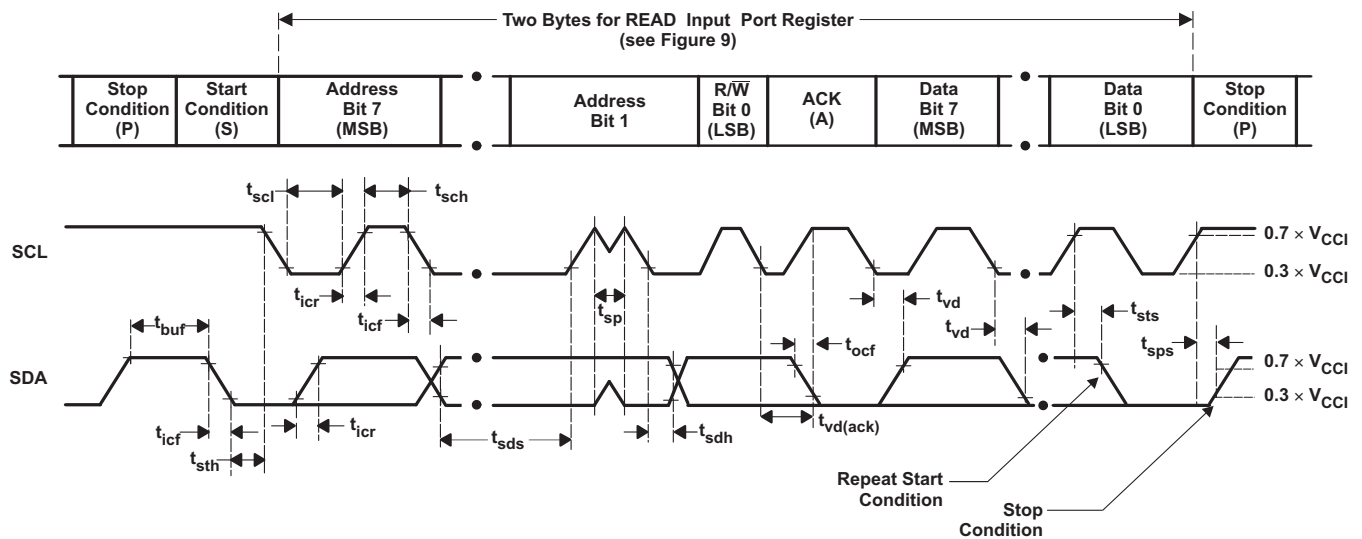 Two Bytes for READ Input Port Register
(see Figure 9)
Stop
Condition
(P)
Start
Condition
(S)
Address
Bit 7
(MSB)
Address
Bit 1
R/W̅
Bit 0
(LSB)
ACK
(A)
Data
Bit 7
(MSB)
Data
Bit 0
(LSB)
Stop
Condition
(P)
tscl
tsch
SCL
0.7 × VCCI
0.3 × VCCI
ticr
ticf
tsp
tvd
tvd
tsts
tbuf
tocf
tsps
SDA
0.7 × VCCI
0.3 × VCCI
ticf
ticr
tsth
tsds
tsdh
tvd(ack)
Repeat Start
Condition
Stop
Condition